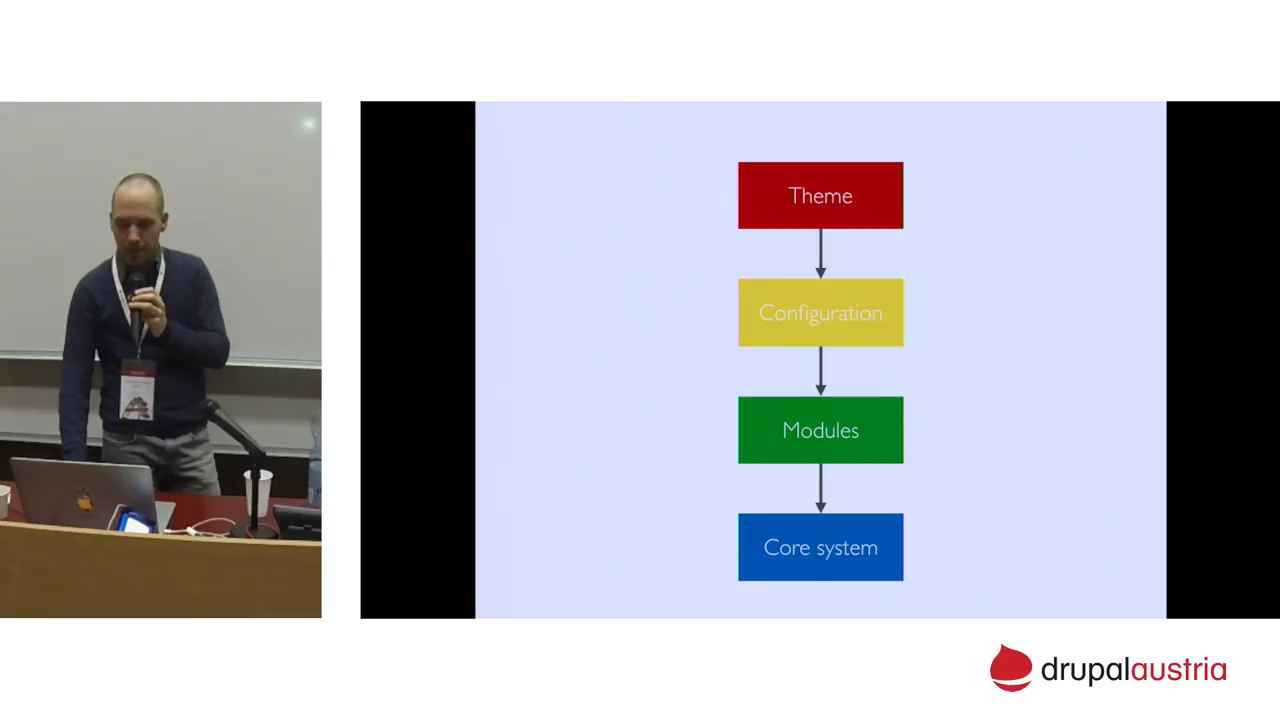 Theme
Configuration
Modules
Core system
drupalaustria